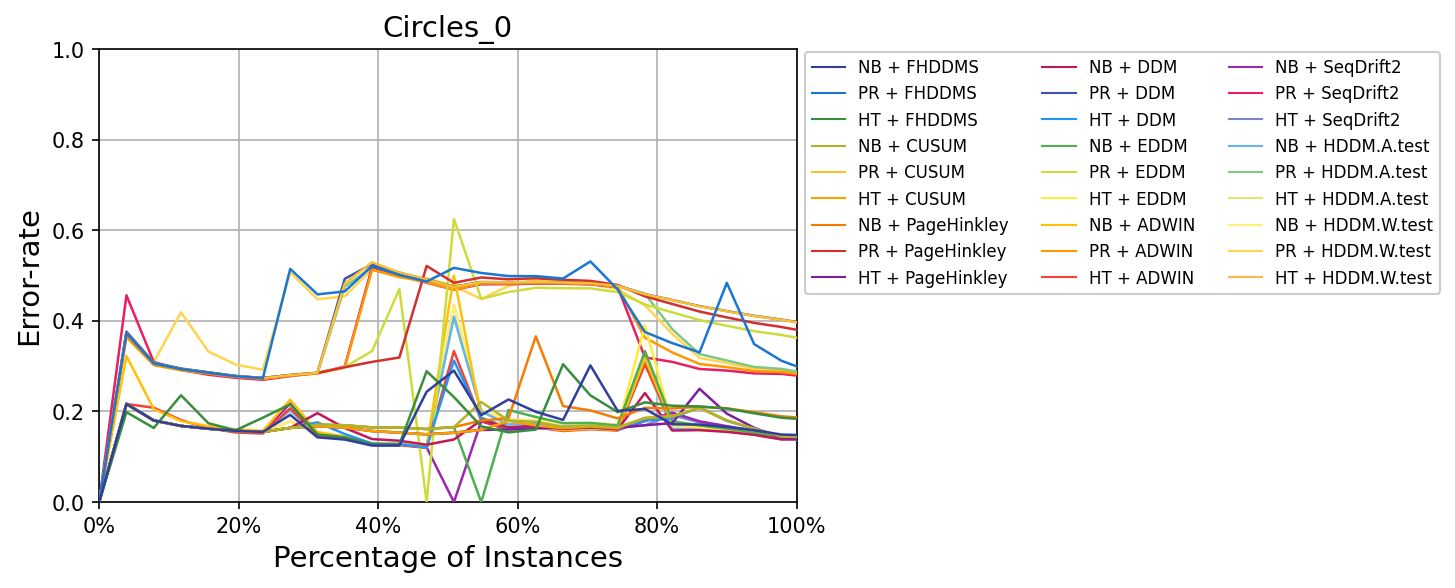 Circles_0
1.0
0.8
0.6
0.4
0.2
0.0
Error-rate
0%
20%
40%
60%
80%
100%
Percentage of Instances
NB + FHDDMS
PR + FHDDMS
HT + FHDDMS
NB + CUSUM
PR + CUSUM
HT + CUSUM
NB + PageHinkley
PR + PageHinkley
HT + PageHinkley
NB + DDM
PR + DDM
HT + DDM
NB + EDDM
PR + EDDM
HT + EDDM
NB + ADWIN
PR + ADWIN
HT + ADWIN
NB + SeqDrift2
PR + SeqDrift2
HT + SeqDrift2
NB + HDDM.A.test
PR + HDDM.A.test
HT + HDDM.A.test
NB + HDDM.W.test
PR + HDDM.W.test
HT + HDDM.W.test